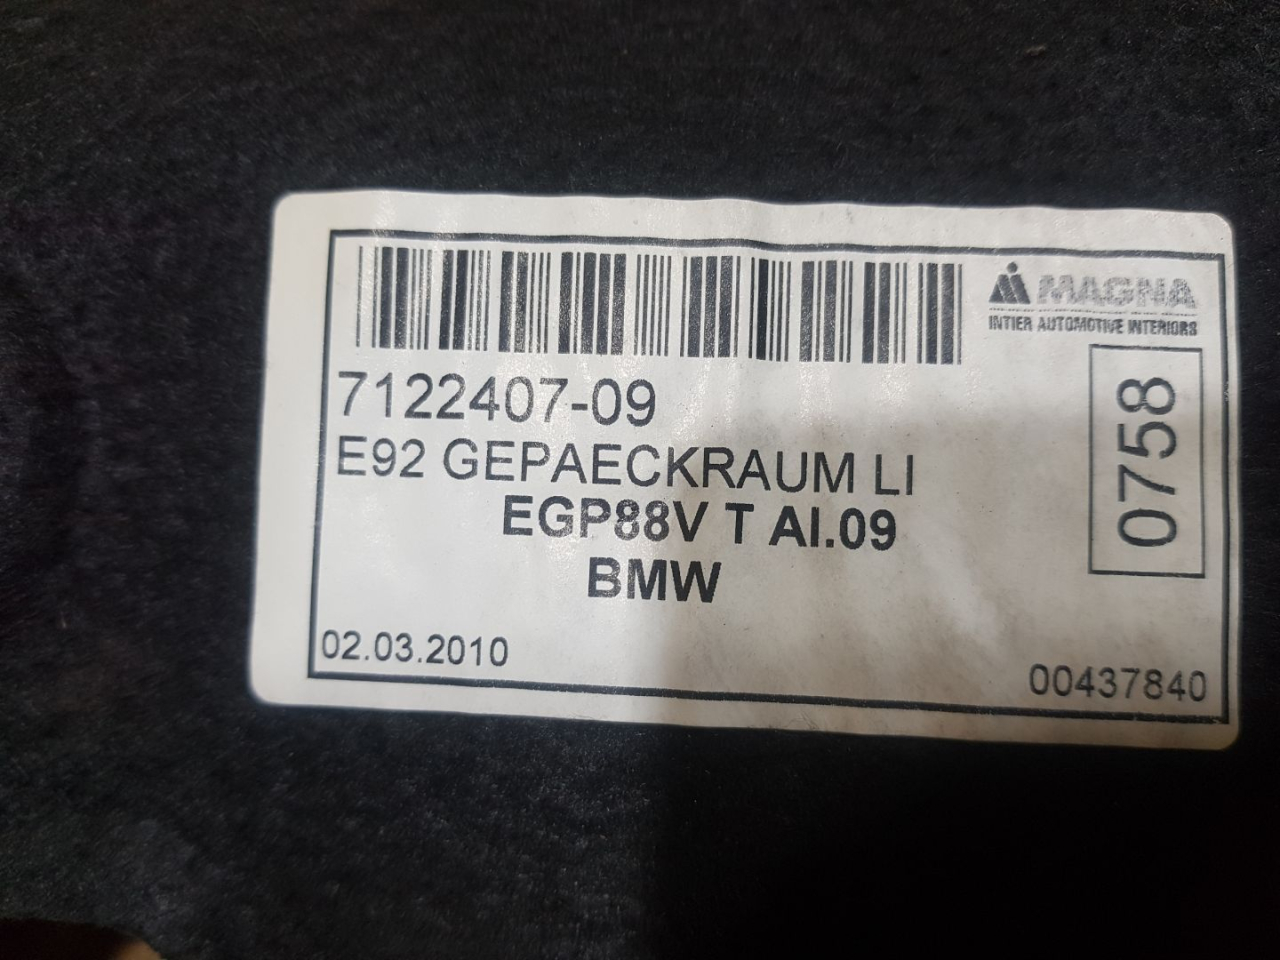 MAGNA
INTIER AUTOMOTIVE INTERIORS
7122407-09
0758
E92 GEPAECKRAUM LI
EGP88V T AI.09
BMW
02.03.2010
00437840